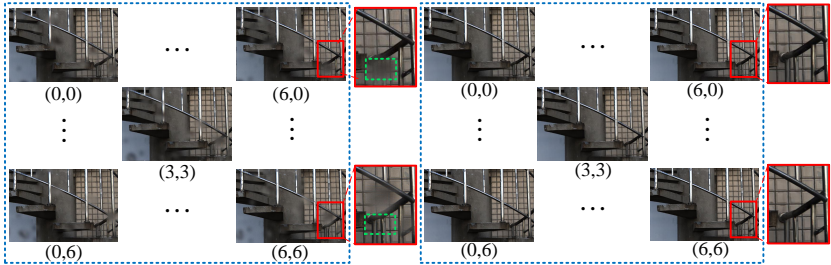 ... ...
(0,0) (6,0) (0,0) (6,0)
⋮ ⋮ ⋮ ⋮
(3,3) (3,3)
... ...
(0,6) (6,6) (0,6) (6,6)